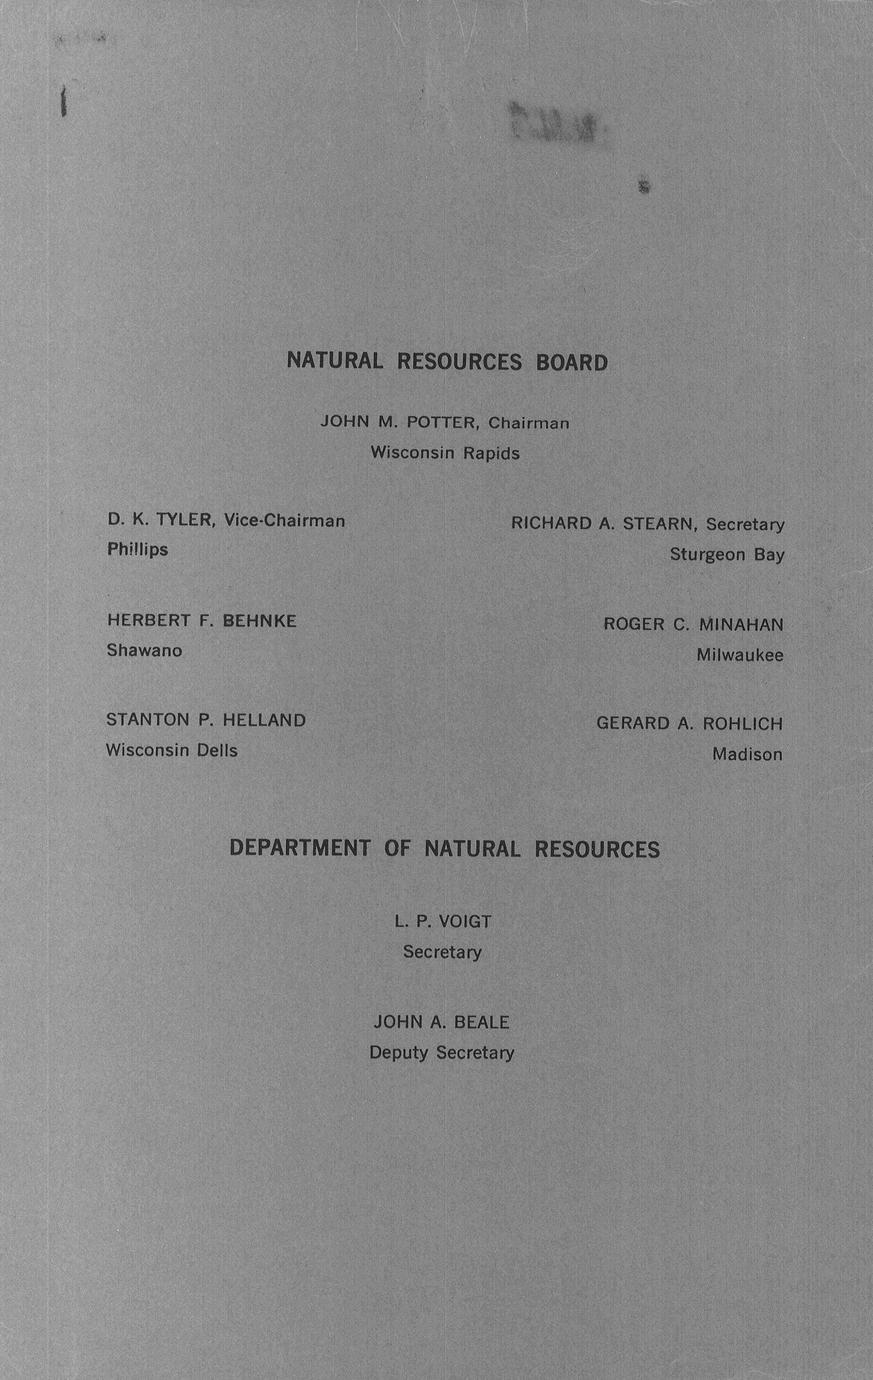 NATURAL RESOURCES BOARD
JOHN M. POTTER, Chairman
Wisconsin Rapids
D. K. TYLER, Vice-Chairman
Phillips
RICHARD A. STEARN, Secretary
Sturgeon Bay
HERBERT F. BEHNKE
Shawano
ROGER C. MINAHAN
Milwaukee
STANTON P. HELLAND
Wisconsin Dells
GERARD A. ROHLICH
Madison
DEPARTMENT OF NATURAL RESOURCES
L. P. VOIGT
Secretary
JOHN A. BEALE
Deputy Secretary